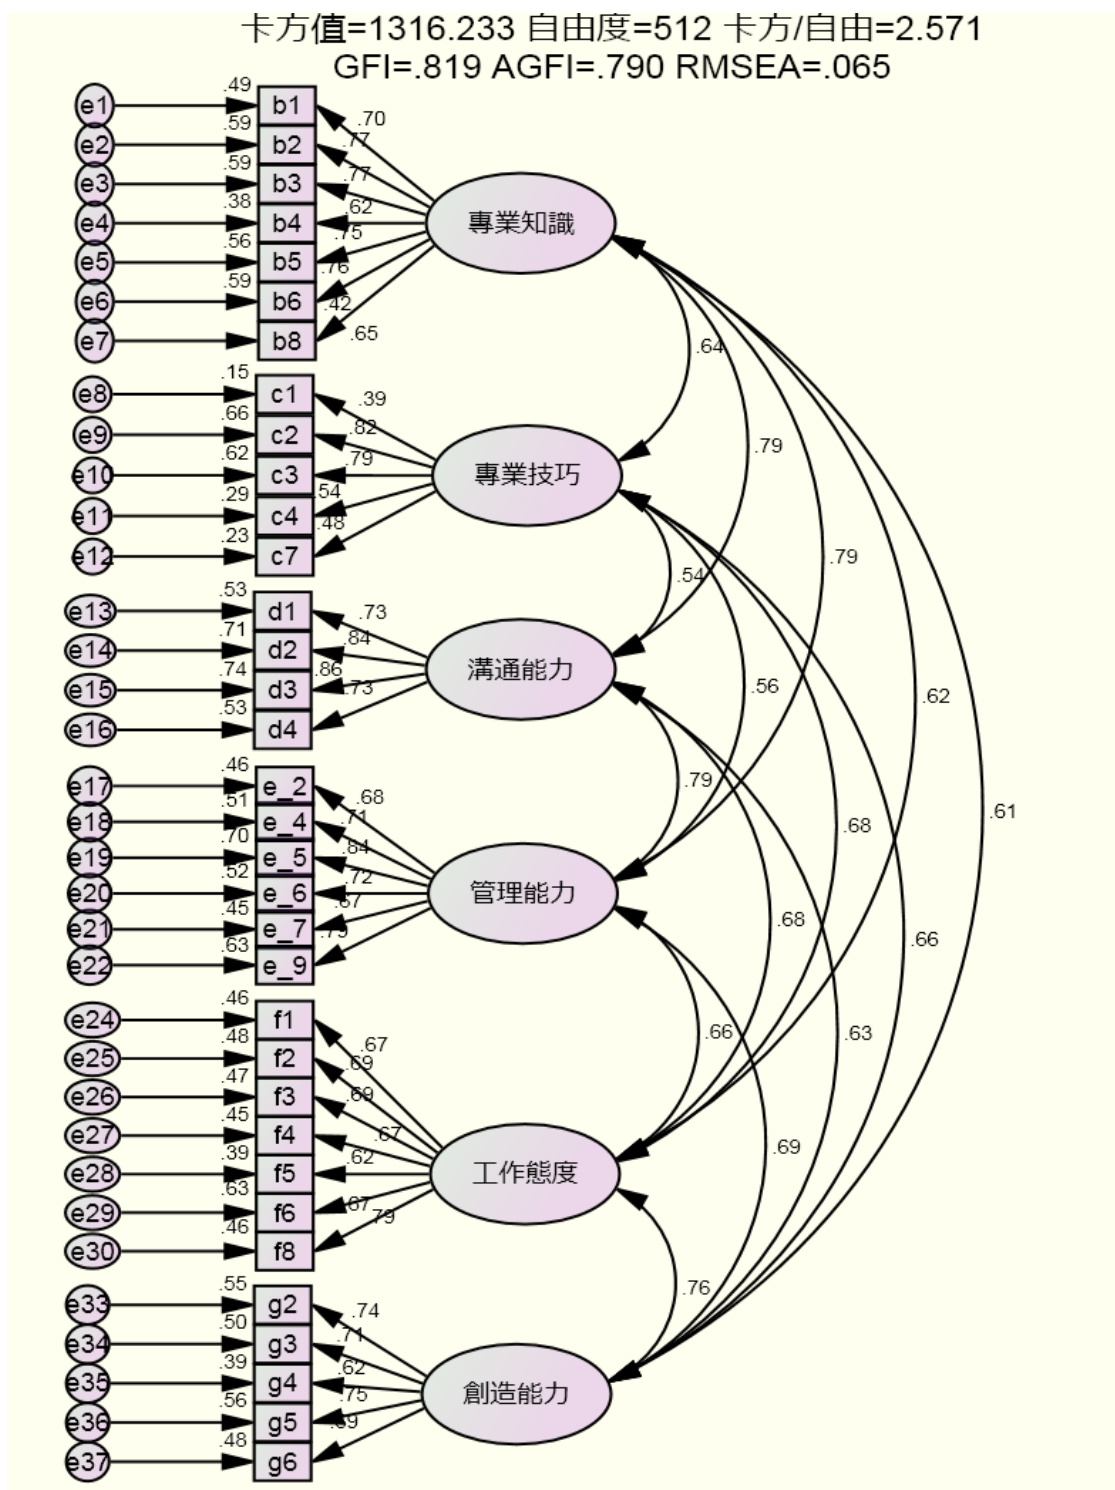 卡方值=1316.233 自由度=512 卡方/自由=2.571
GFI=.819 AGFI=.790 RMSEA=.065
e1 .49 b1 .70
e2 .59 b2 .77
e3 .59 b3 .77
e4 .38 b4 .62
e5 .56 b5 .75
e6 .59 b6 .76
.42
e7 b8 .65
專業知識
e8 .15 c1 .39
e9 .66 c2 .82
e10 .62 c3 .79
e11 .29 c4 .54
e12 .23 c7 .48
專業技巧
e13 .53 d1 .73
e14 .71 d2 .84
e15 .74 d3 .86
e16 .53 d4 .73
溝通能力
e17 .46 e_2 .68
e18 .51 e_4 .71
e19 .70 e_5 .84
e20 .52 e_6 .72
e21 .45 e_7 .67
e22 .63 e_9 .79
管理能力
e24 .46 f1 .67
e25 .48 f2 .69
e26 .47 f3 .69
e27 .45 f4 .67
e28 .39 f5 .62
e29 .63 f6 .67
e30 .46 f8 .79
工作態度
e33 .55 g2 .74
e34 .50 g3 .71
e35 .39 g4 .62
e36 .56 g5 .75
e37 .48 g6 .69
創造能力
.64
.79
.79
.54
.62
.56
.79
.61
.68
.68
.66
.66
.63
.69
.76